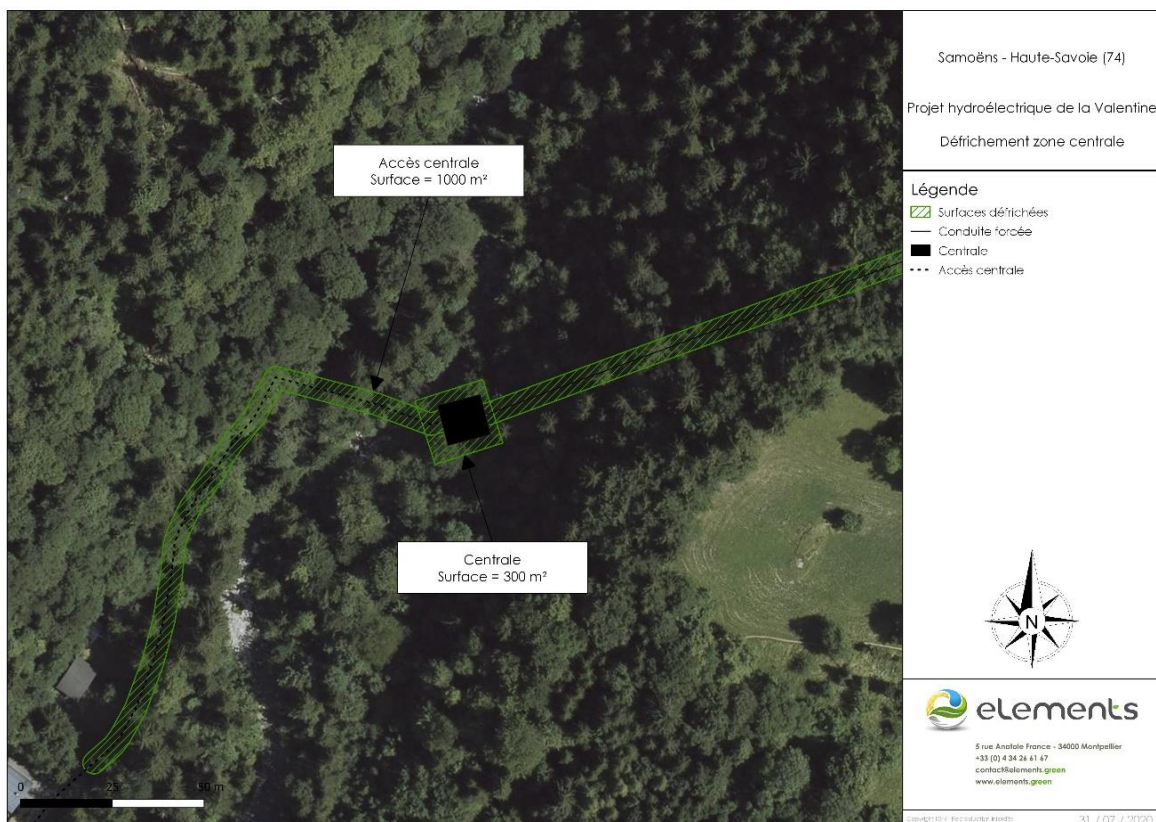 Samoëns - Haute-Savoie (74)
Projet hydroélectrique de la Valentine
Défrichement zone centrale
Légende
Surfaces défrichées
Conduite forcée
Centrale
Accès centrale
Accès centrale
Surface = 1000 m²
Centrale
Surface = 300 m²
N
0 25 50 m
elements
5 rue Anatole France - 34000 Montpellier
+33 (0) 4 34 26 61 67
contact@elements.green
www.elements.green
31 / 07 / 2020